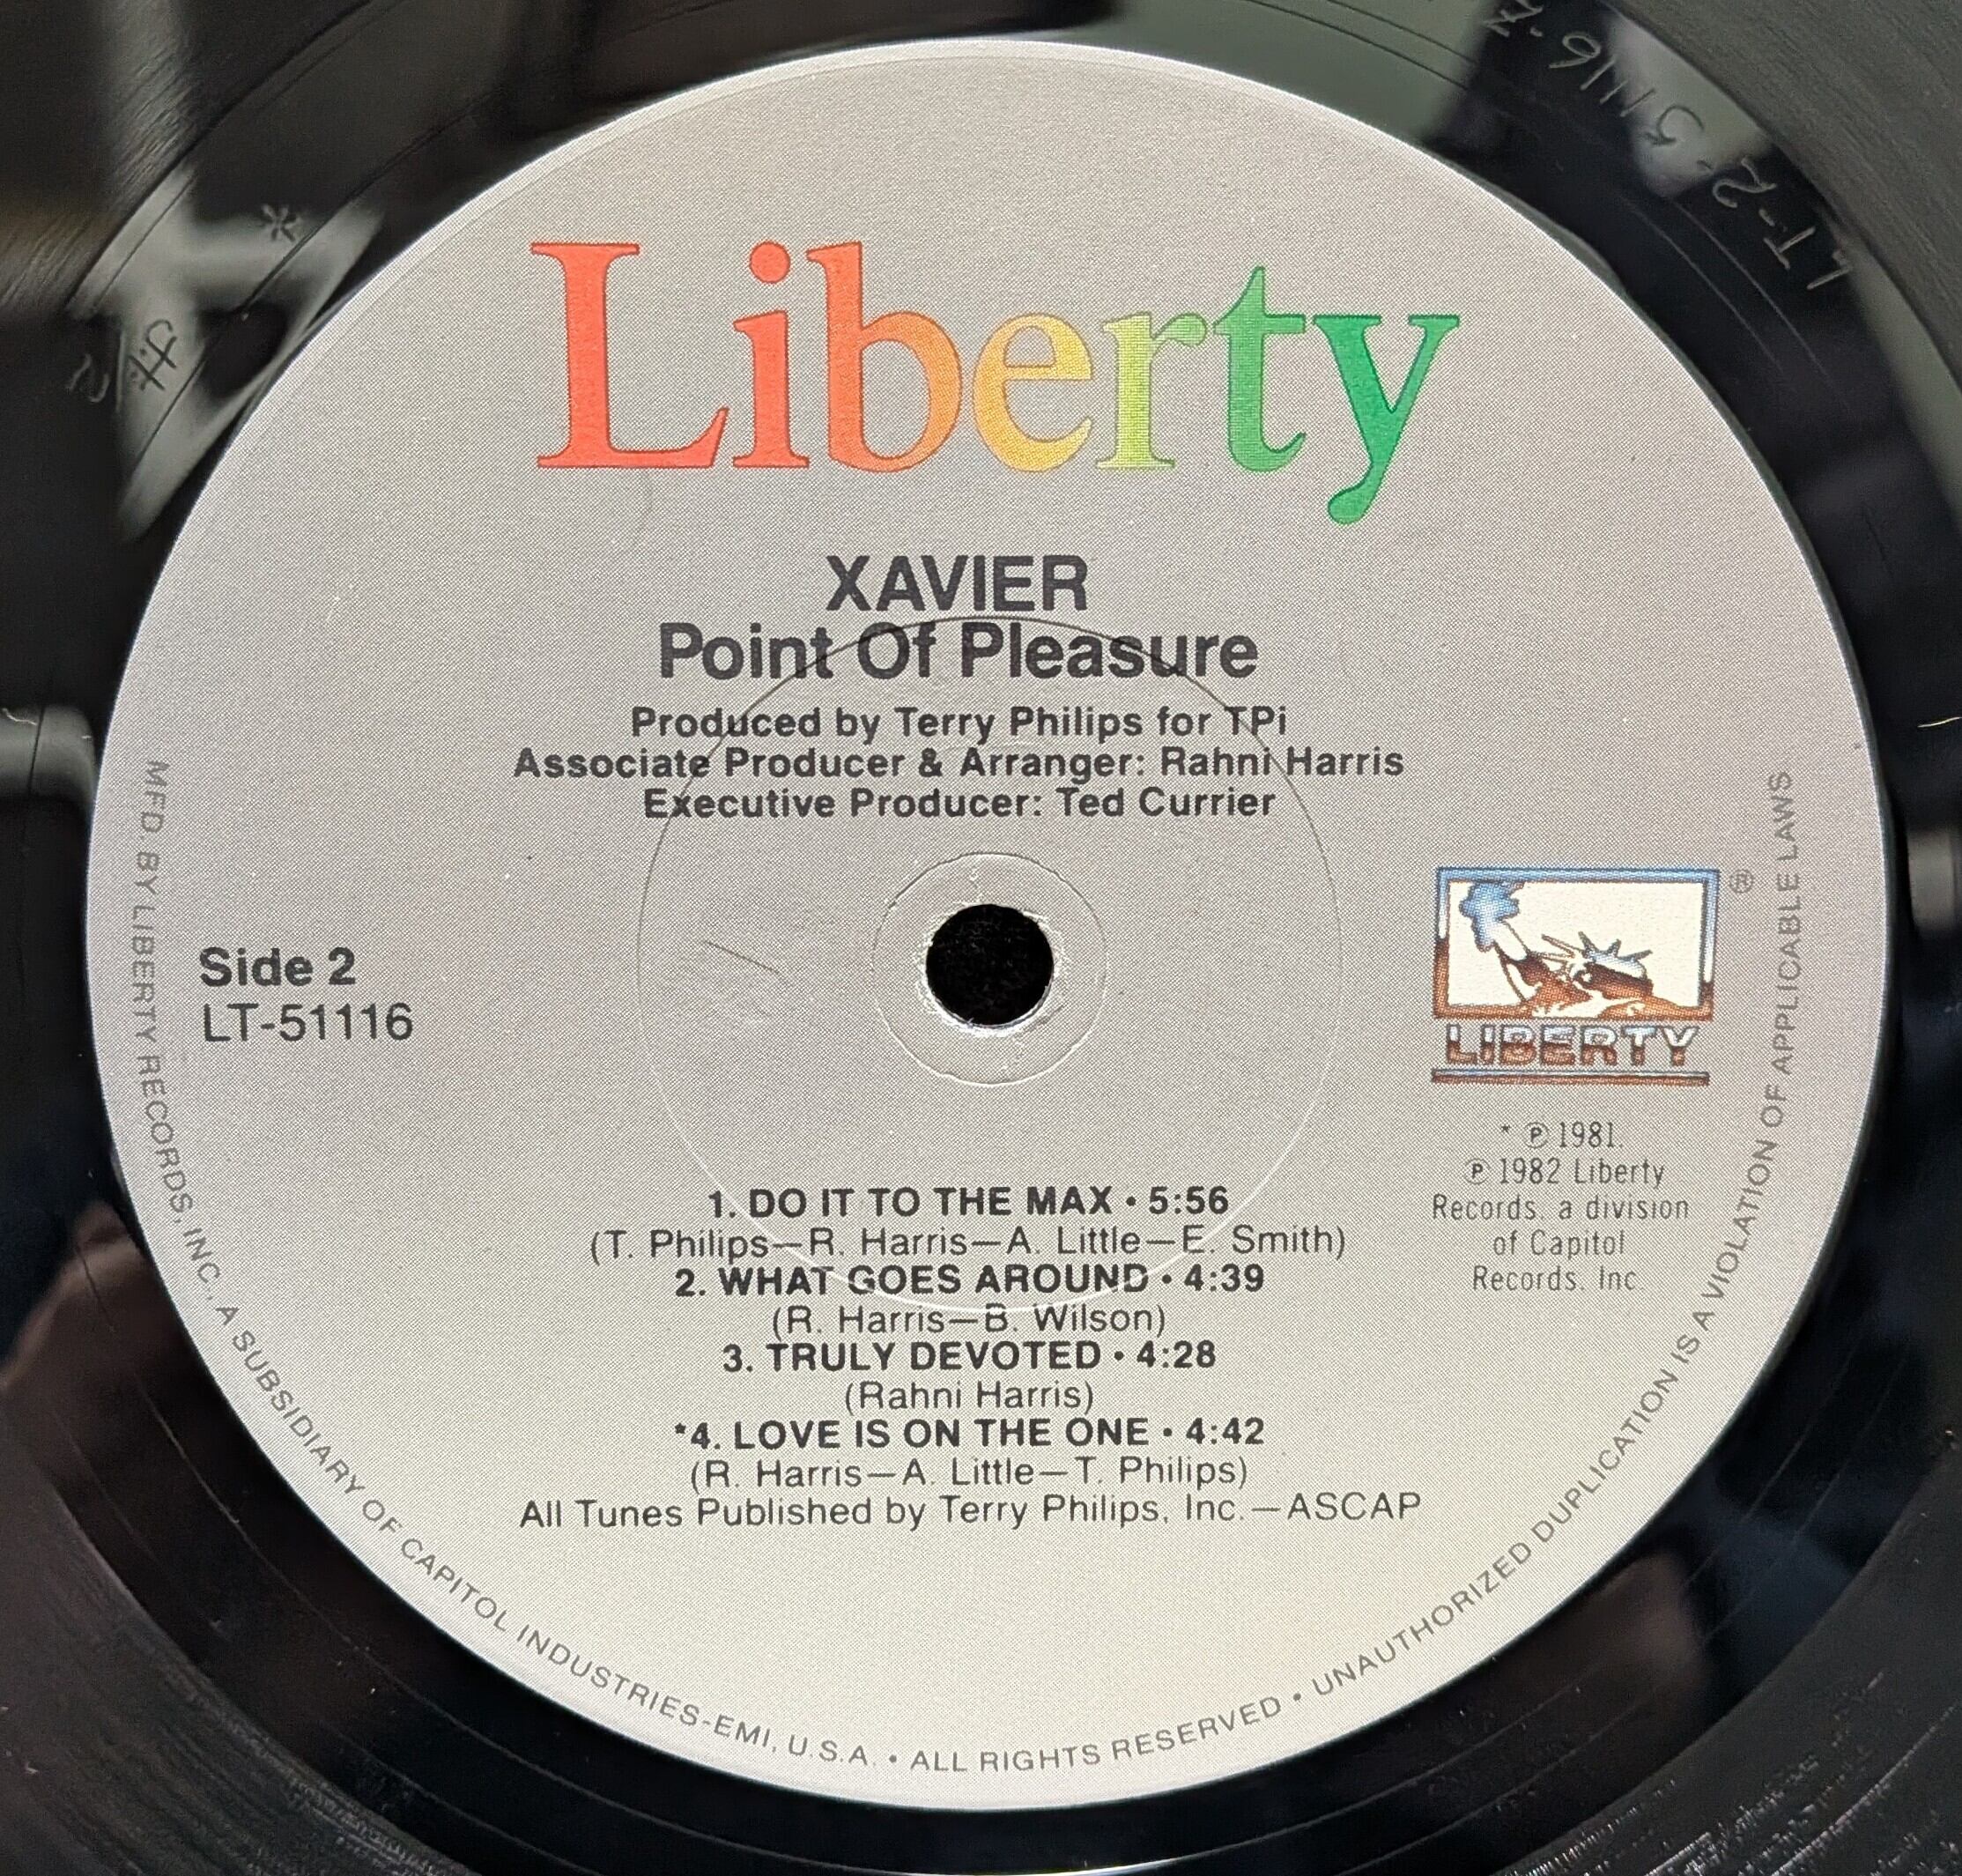 Liberty
XAVIER
Point Of Pleasure
Produced by Terry Philips for TPi
Associate Producer & Arranger: Rahni Harris
Executive Producer: Ted Currier
Side 2
LT-51116
®
LIBERTY
* ℗ 1981.
℗ 1982 Liberty
Records, a division
of Capitol
Records, Inc.
1. DO IT TO THE MAX • 5:56
(T. Philips—R. Harris—A. Little—E. Smith)
2. WHAT GOES AROUND • 4:39
(R. Harris—B. Wilson)
3. TRULY DEVOTED • 4:28
(Rahni Harris)
*4. LOVE IS ON THE ONE • 4:42
(R. Harris—A. Little—T. Philips)
All Tunes Published by Terry Philips, Inc.—ASCAP
MFD. BY LIBERTY RECORDS, INC., A SUBSIDIARY OF CAPITOL INDUSTRIES-EMI, U.S.A. • ALL RIGHTS RESERVED • UNAUTHORIZED DUPLICATION IS A VIOLATION OF APPLICABLE LAWS